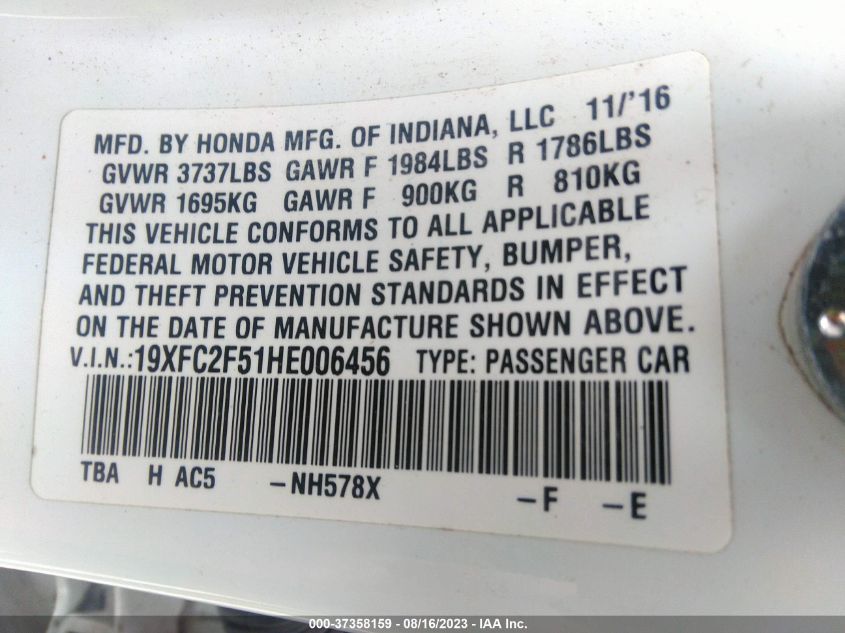 MFD. BY HONDA MFG. OF INDIANA, LLC 11/'16
GVWR 3737LBS GAWR F 1984LBS R 1786LBS
GVWR 1695KG GAWR F 900KG R 810KG
THIS VEHICLE CONFORMS TO ALL APPLICABLE
FEDERAL MOTOR VEHICLE SAFETY, BUMPER,
AND THEFT PREVENTION STANDARDS IN EFFECT
ON THE DATE OF MANUFACTURE SHOWN ABOVE.
V.I.N.:19XFC2F51HE006456 TYPE: PASSENGER CAR
TBA H AC5 -NH578X -F -E
000-37358159 - 08/16/2023 - IAA Inc.